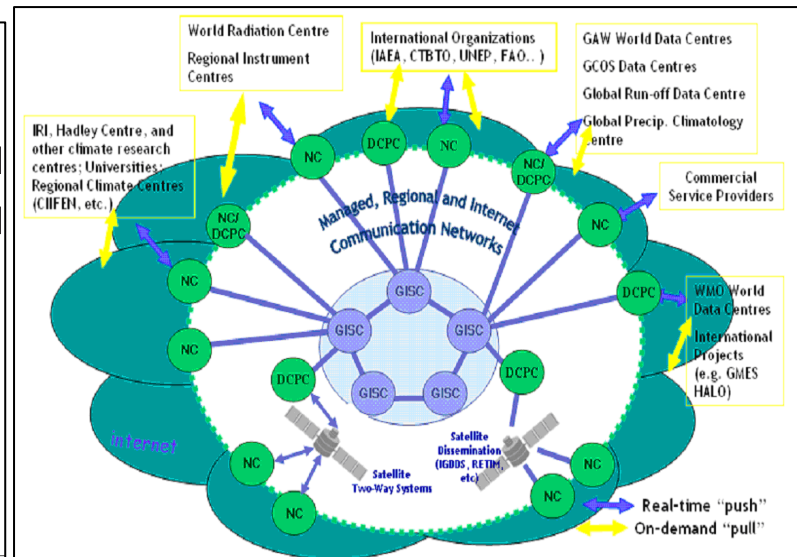 World Radiation Centre
Regional Instrument
Centres
International Organizations
(IAEA, CTBTO, UNEP, FAO.. )
GAW World Data Centres
GCOS Data Centres
Global Run-off Data Centre
Global Precip. Climatology
Centre
IRI, Hadley Centre, and
other climate research
centres; Universities;
Regional Climate Centres
(CIIFEN, etc.)
Commercial
Service Providers
NC
DCPC
NC
NC/
DCPC
NC
NC/
DCPC
NC
NC
DCPC
Managed, Regional and Internet
Communication Networks
GISC
GISC
GISC
GISC
GISC
WMO World
Data Centres
International
Projects
(e.g. GMES
HALO)
DCPC
DCPC
internet
NC
NC
Satellite
Two-Way Systems
Satellite
Dissemination
(IGDDS, RETIM,
etc)
NC
NC
Real-time "push"
On-demand "pull"